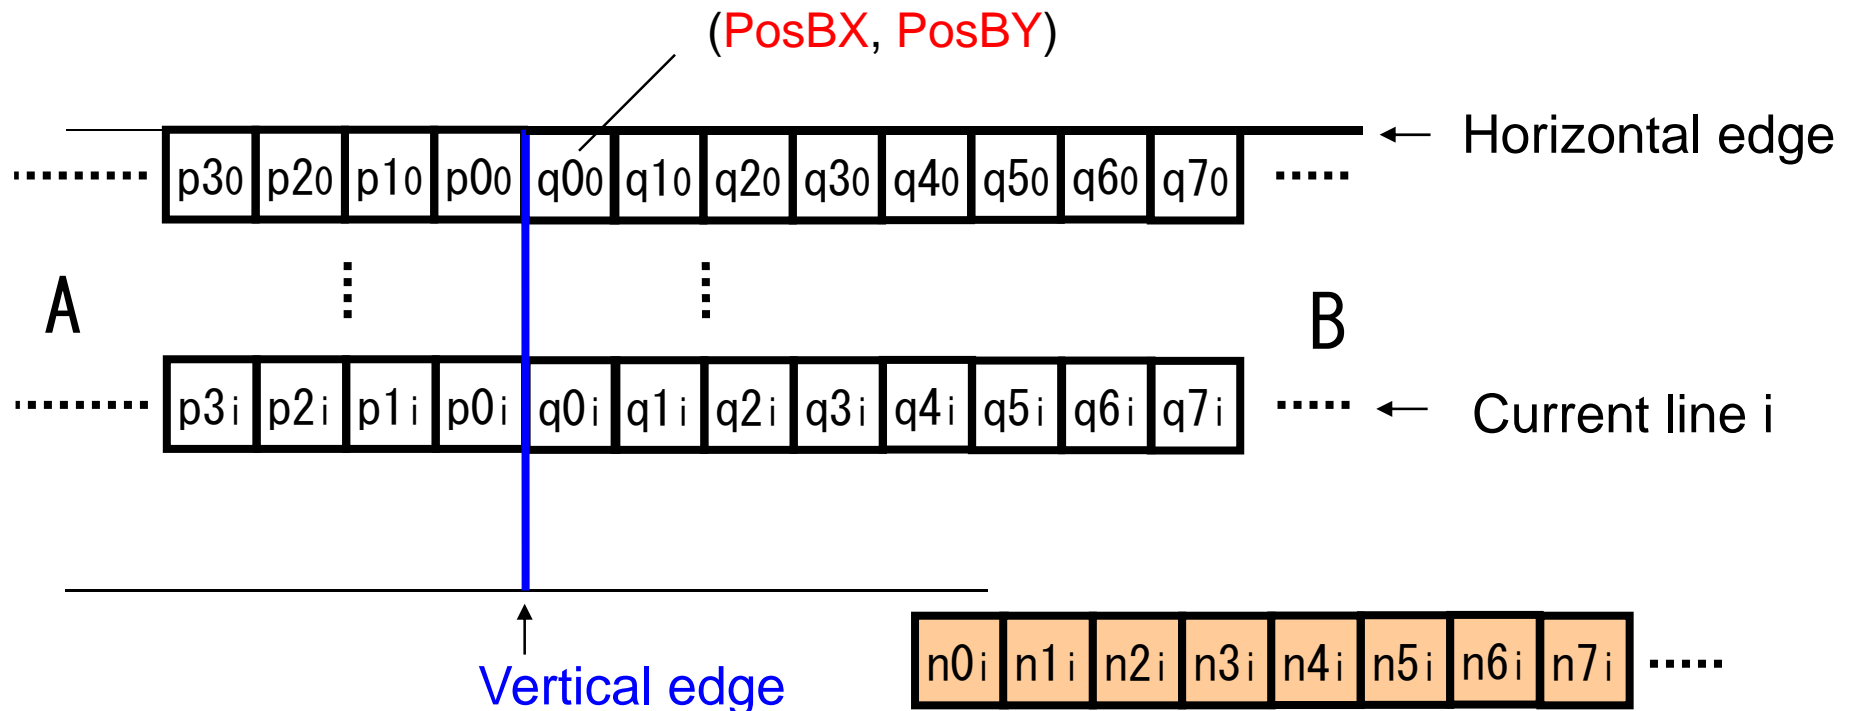 (PosBX, PosBY)
Horizontal edge
p30 p20 p10 p00 q00 q10 q20 q30 q40 q50 q60 q70
A
B
p3i p2i p1i p0i q0i q1i q2i q3i q4i q5i q6i q7i
Current line i
n0i n1i n2i n3i n4i n5i n6i n7i
Vertical edge